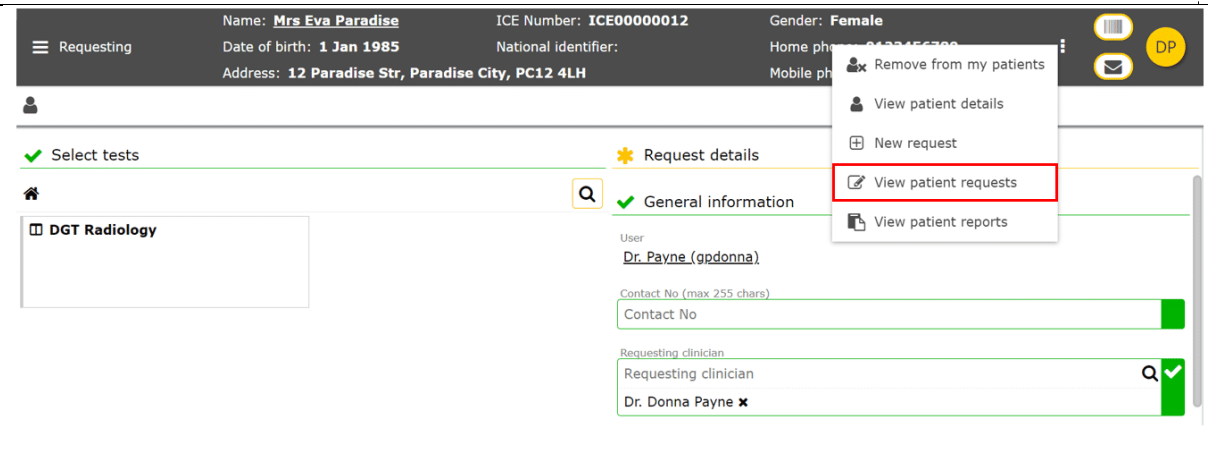 Requesting
Name: Mrs Eva Paradise
ICE Number: ICE00000012
Gender: Female
Date of birth: 1 Jan 1985
National identifier:
Home phone:
Address: 12 Paradise Str, Paradise City, PC12 4LH
Mobile ph
DP
Remove from my patients
View patient details
New request
View patient requests
View patient reports
Select tests
DGT Radiology
Request details
General information
User
Dr. Payne (gpdonna)
Contact No (max 255 chars)
Contact No
Requesting clinician
Requesting clinician
Dr. Donna Payne